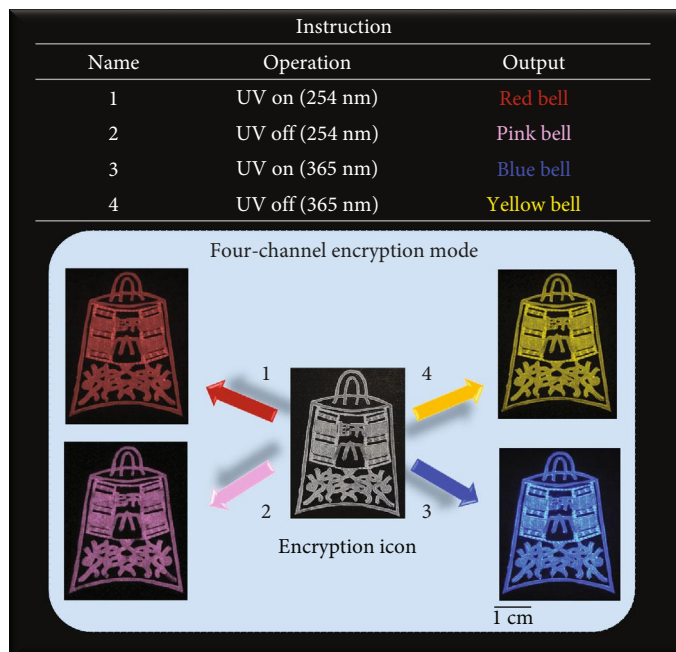 Instruction
Name Operation Output
1 UV on (254 nm) Red bell
2 UV off (254 nm) Pink bell
3 UV on (365 nm) Blue bell
4 UV off (365 nm) Yellow bell
Four-channel encryption mode
1 4
2 3
Encryption icon
1 cm